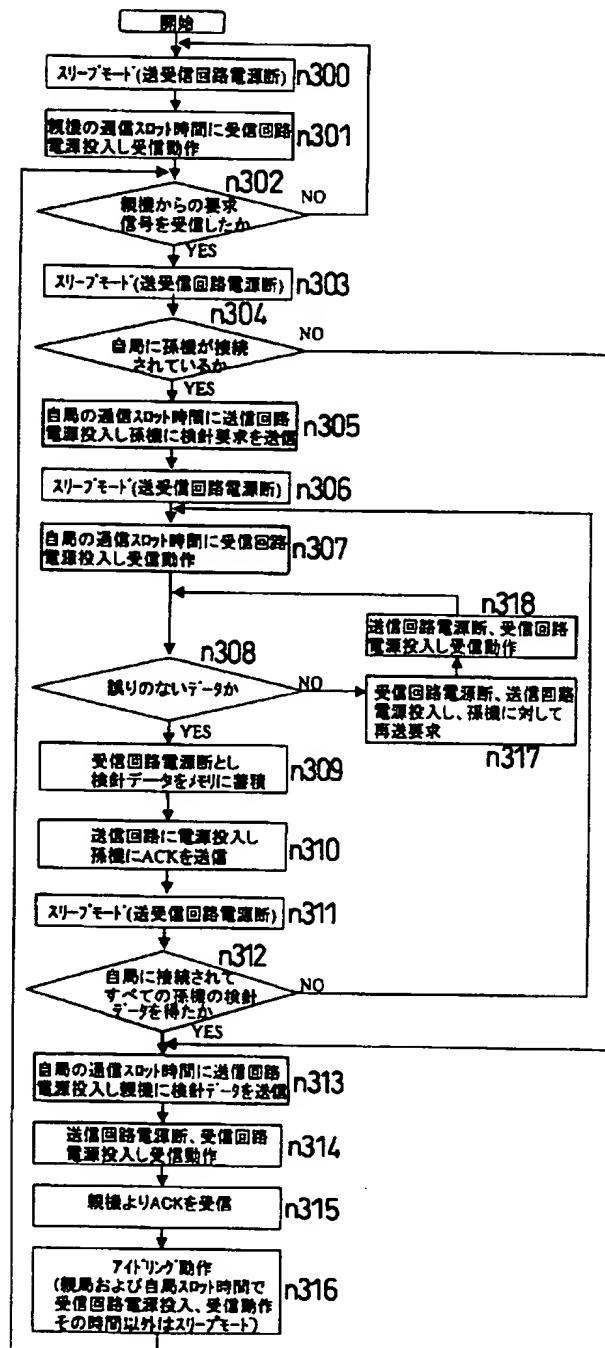 開始
スリープモード(送受信回路電源断)
n300
親機の通信スロット時間に受信回路
電源投入し受信動作
n301
n302
親機からの要求
信号を受信したか
NO
YES
スリープモード(送受信回路電源断)
n303
n304
自局に孫機が接続
されているか
NO
YES
自局の通信スロット時間に送信回路
電源投入し孫機に検針要求を送信
n305
スリープモード(送受信回路電源断)
n306
自局の通信スロット時間に受信回路
電源投入し受信動作
n307
n318
送信回路電源断、受信回路
電源投入し受信動作
n308
誤りのないデータか
NO
YES
受信回路電源断、送信回路
電源投入し、孫機に対して
再送要求
n317
受信回路電源断とし
検針データをメモリに蓄積
n309
送信回路に電源投入し
孫機にACKを送信
n310
スリープモード(送受信回路電源断)
n311
n312
自局に接続されて
すべての孫機の検針
データを得たか
NO
YES
自局の通信スロット時間に送信回路
電源投入し親機に検針データを送信
n313
送信回路電源断、受信回路
電源投入し受信動作
n314
親機よりACKを受信
n315
アイドリング動作
(親局および自局スロット時間で
受信回路電源投入、受信動作
その時間以外はスリープモード)
n316